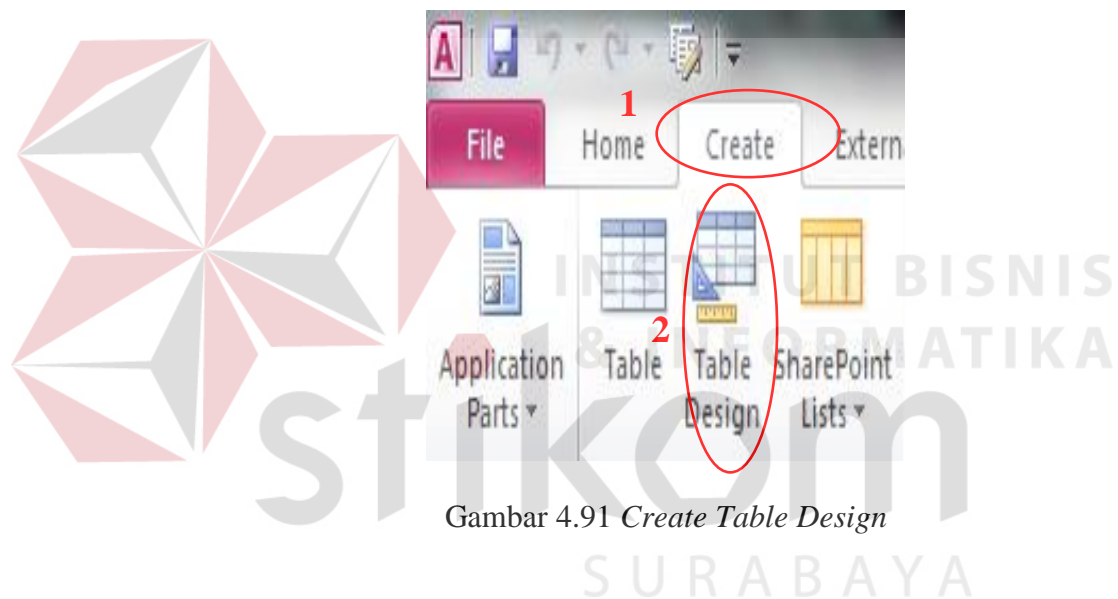 A
1
File Home Create Extern
2
Application Parts
Table
Table Design
SharePoint Lists
INSTITUT BISNIS
& INFORMATIKA
stikom
SURABAYA
Gambar 4.91 Create Table Design